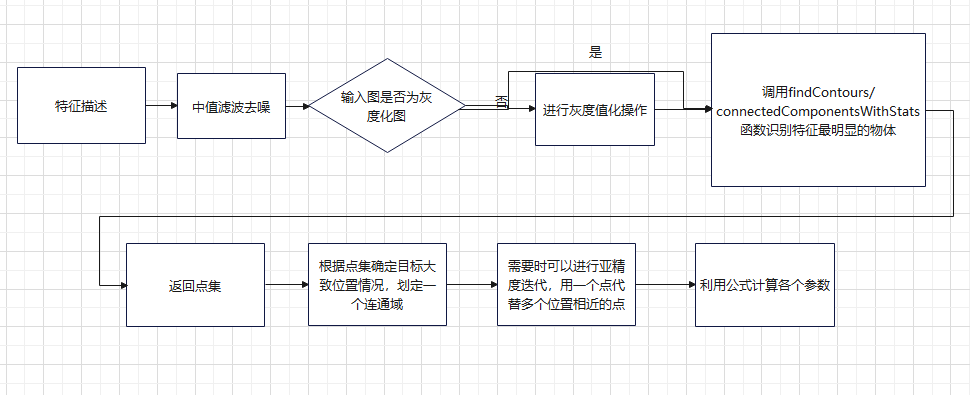 特征描述
中值滤波去噪
输入图是否为灰
度化图
否
是
进行灰度值化操作
调用findContours/
connectedComponentsWithStats
函数识别特征最明显的物体
返回点集
根据点集确定目标大
致位置情况，划定一
个连通域
需要时可以进行亚精
度迭代，用一个点代
替多个位置相近的点
利用公式计算各个参数